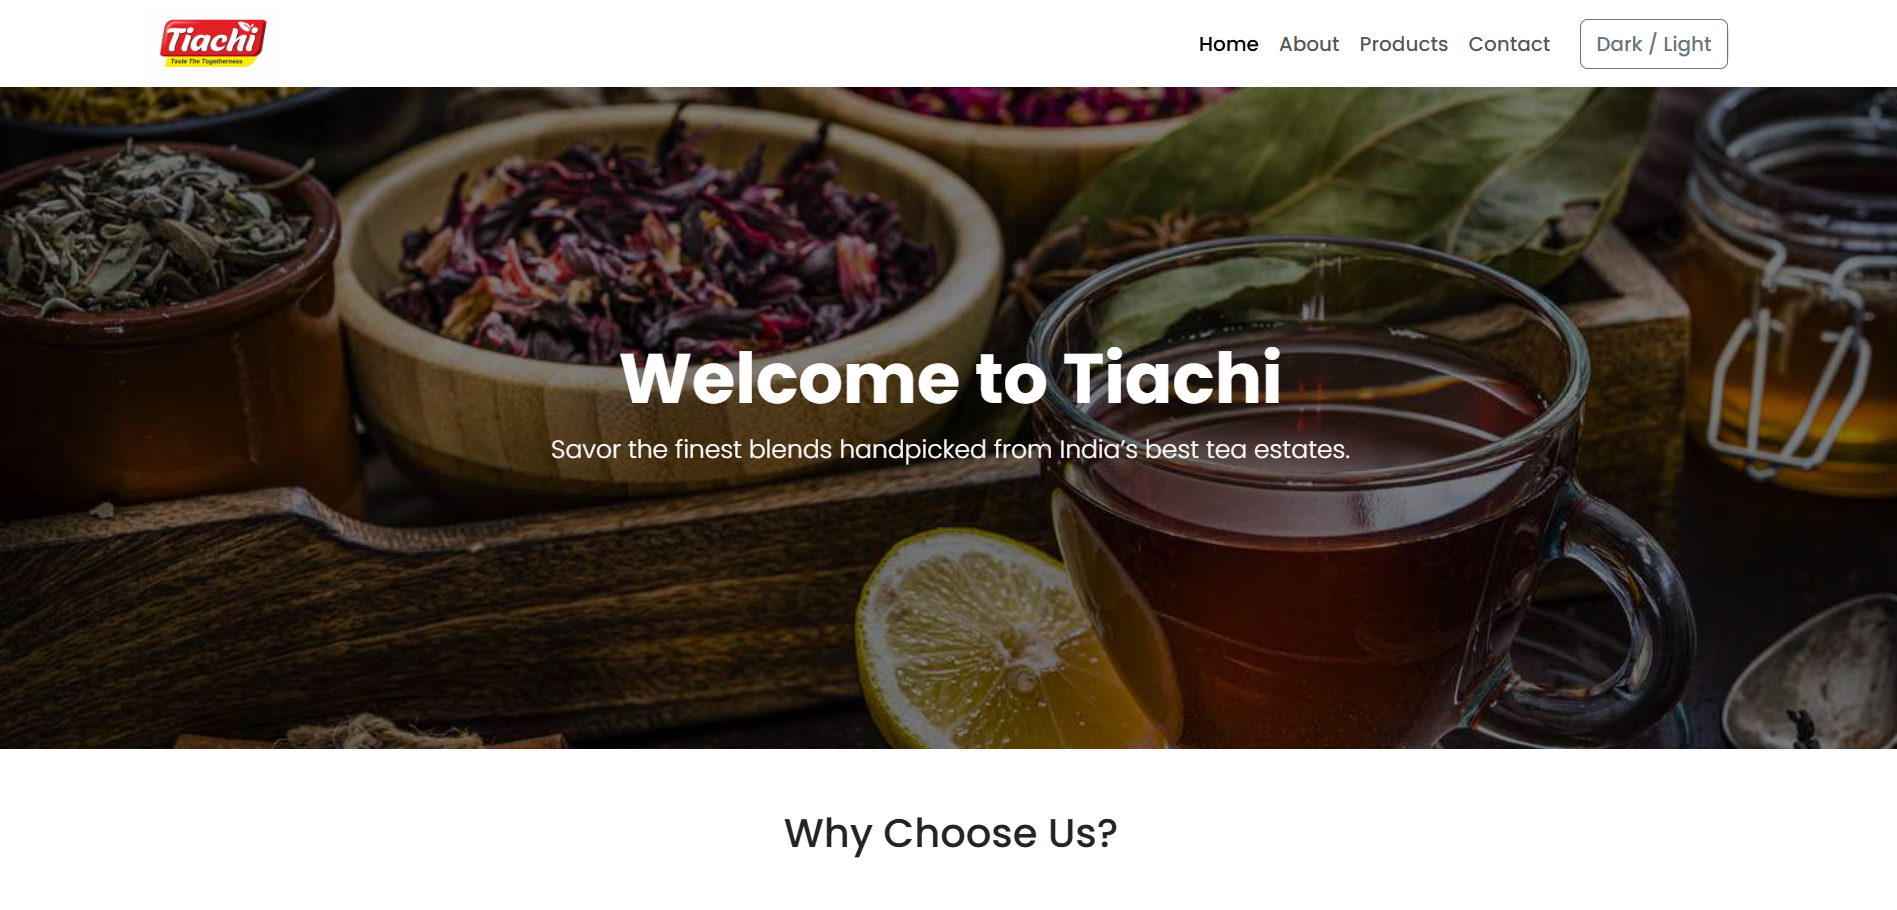 Tiachi
Taste The Togetherness
Home About Products Contact Dark / Light
Welcome to Tiachi
Savor the finest blends handpicked from India’s best tea estates.
Why Choose Us?